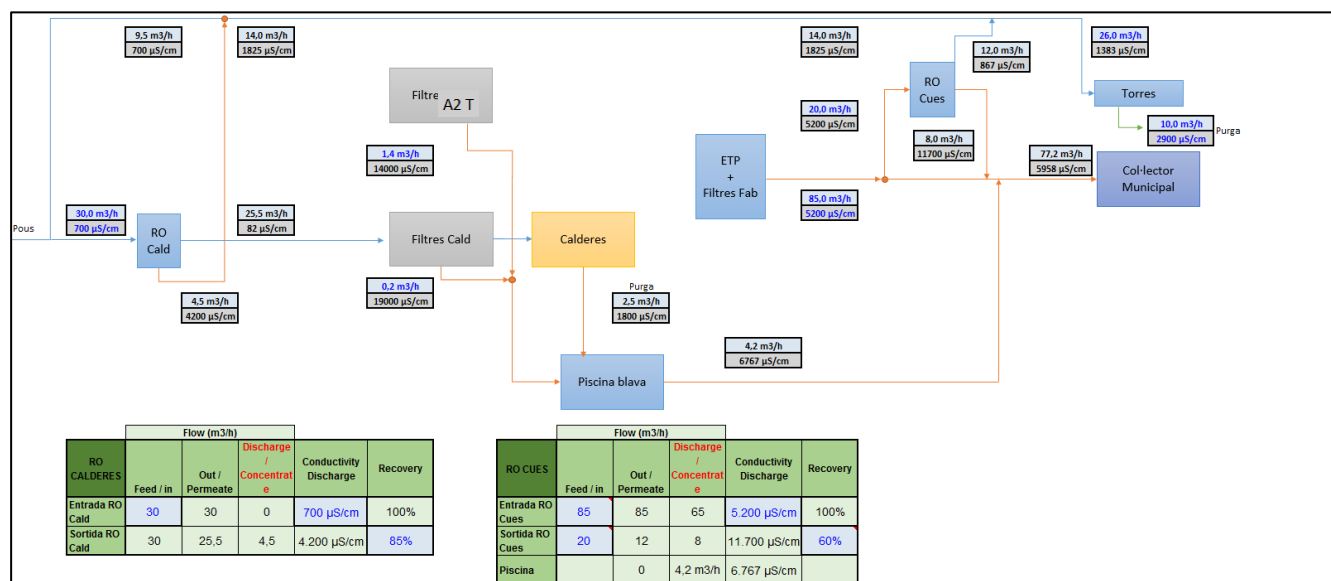 9,5 m3/h
700 µS/cm
14,0 m3/h
1825 µS/cm
14,0 m3/h
1825 µS/cm
12,0 m3/h
867 µS/cm
26,0 m3/h
1383 µS/cm
Filtre
A2 T
RO
Cues
Torres
20,0 m3/h
5200 µS/cm
10,0 m3/h
2900 µS/cm
Purga
1,4 m3/h
14000 µS/cm
ETP
+
Filtres Fab
8,0 m3/h
11700 µS/cm
77,2 m3/h
5958 µS/cm
Col·lector
Municipal
85,0 m3/h
5200 µS/cm
Pous
30,0 m3/h
700 µS/cm
RO
Cald
25,5 m3/h
82 µS/cm
Filtres Cald
Calderes
0,2 m3/h
19000 µS/cm
Purga
2,5 m3/h
1800 µS/cm
4,5 m3/h
4200 µS/cm
4,2 m3/h
6767 µS/cm
Piscina blava
Flow (m3/h)
RO
CALDERES
Feed / in
Out /
Permeate
Discharge
/
Concentrat
e
Conductivity
Discharge
Recovery
Entrada RO
Cald
30
30
0
700 µS/cm
100%
Sortida RO
Cald
30
25,5
4,5
4.200 µS/cm
85%
Flow (m3/h)
RO CUES
Feed / in
Out /
Permeate
Discharge
/
Concentrat
e
Conductivity
Discharge
Recovery
Entrada RO
Cues
85
85
65
5.200 µS/cm
100%
Sortida RO
Cues
20
12
8
11.700 µS/cm
60%
Piscina
0
4,2 m3/h
6.767 µS/cm